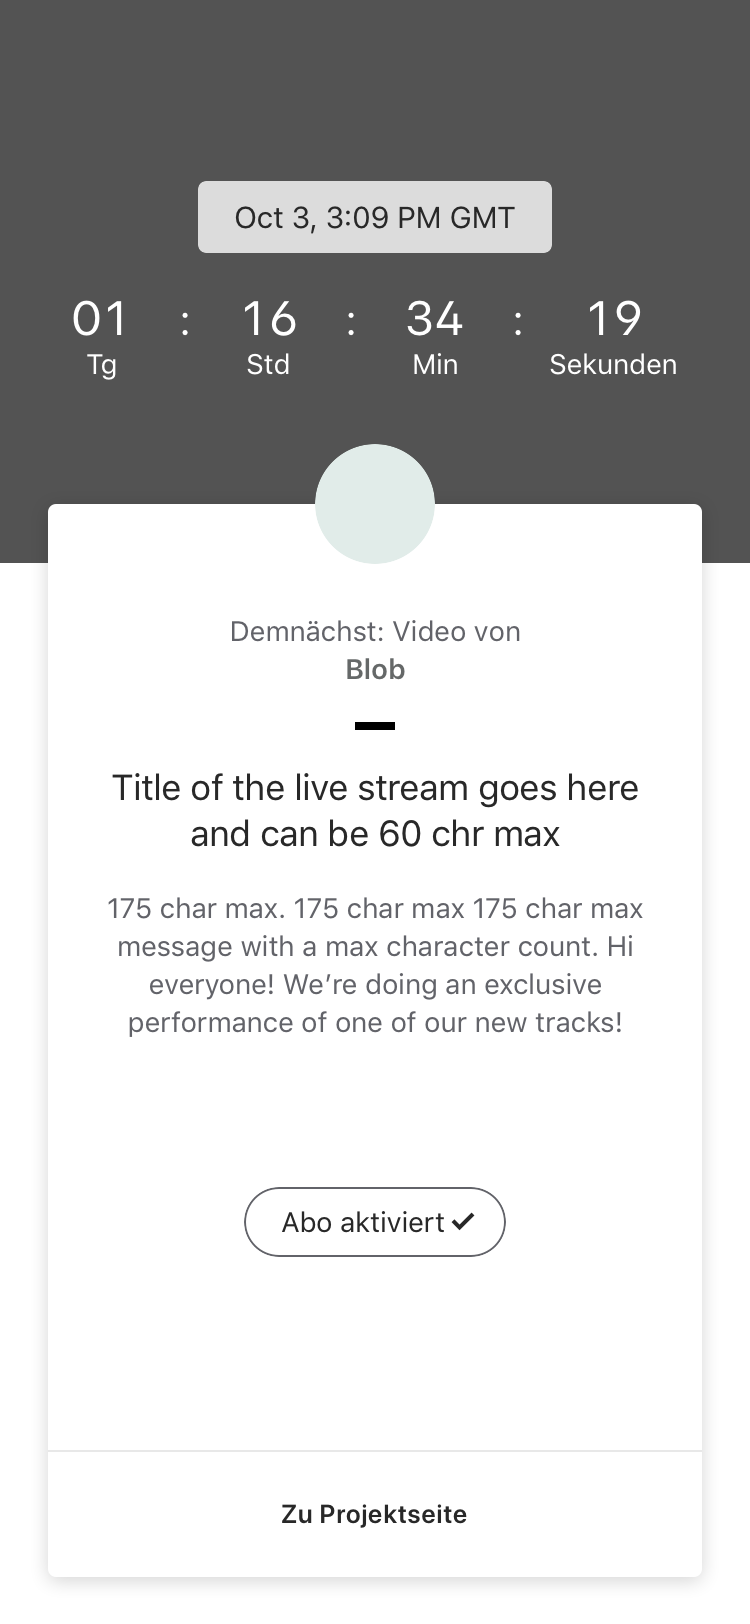 Oct 3, 3:09 PM GMT
01 : 16 : 34 : 19
Tg Std Min Sekunden
Demnächst: Video von
Blob
Title of the live stream goes here
and can be 60 chr max
175 char max. 175 char max 175 char max
message with a max character count. Hi
everyone! We’re doing an exclusive
performance of one of our new tracks!
Abo aktiviert
Zu Projektseite